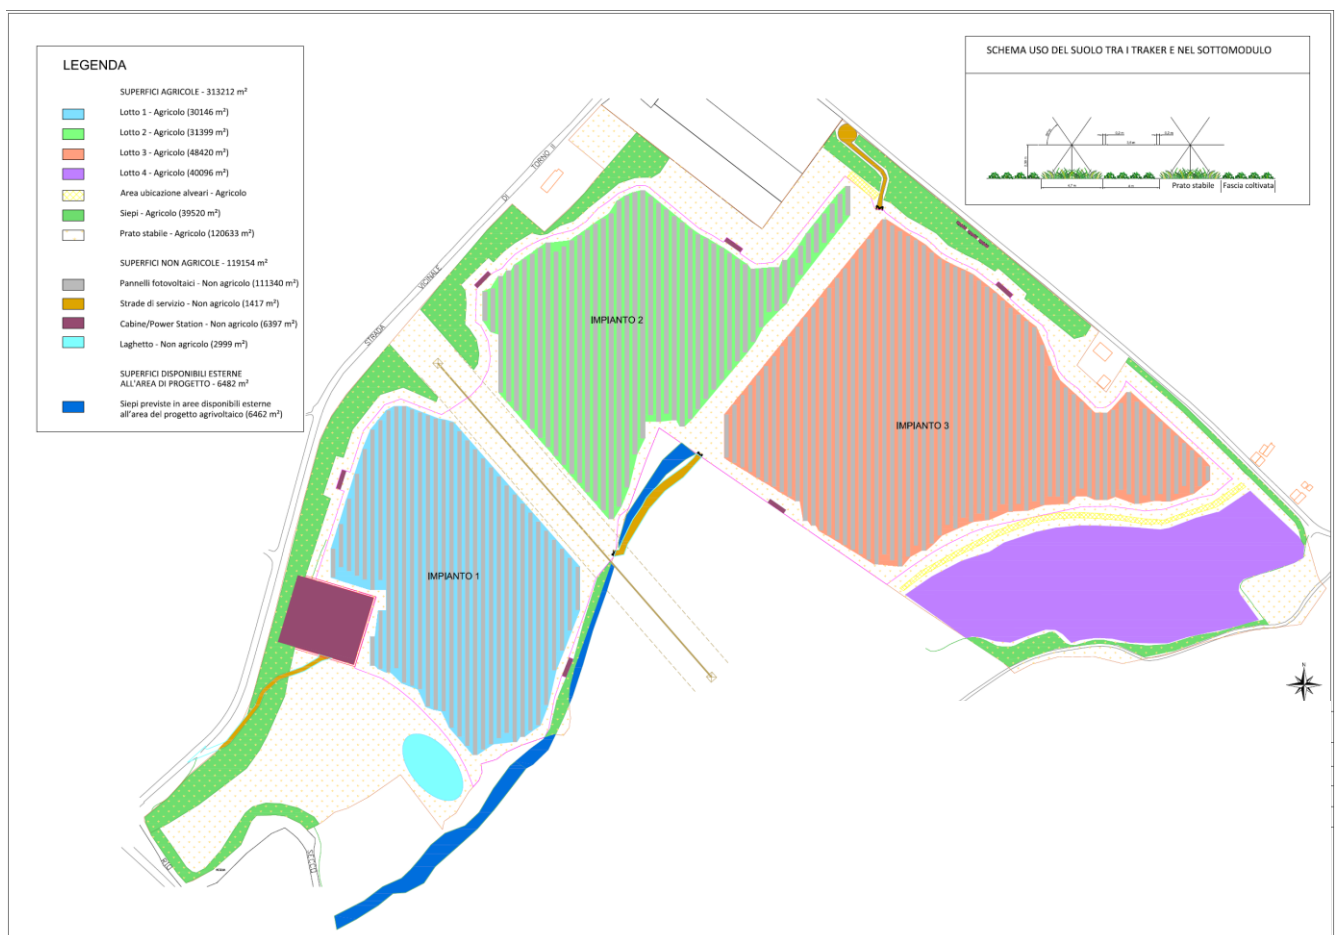 LEGENDA
SUPERFICI AGRICOLE - 313212 m²
Lotto 1 - Agricolo (30146 m²)
Lotto 2 - Agricolo (31399 m²)
Lotto 3 - Agricolo (48420 m²)
Lotto 4 - Agricolo (40096 m²)
Area ubicazione alveari - Agricolo
Siepi - Agricolo (39520 m²)
Prato stabile - Agricolo (120633 m²)
SUPERFICI NON AGRICOLE - 119154 m²
Pannelli fotovoltaici - Non agricolo (111340 m²)
Strade di servizio - Non agricolo (1417 m²)
Cabine/Power Station - Non agricolo (6397 m²)
Laghetto - Non agricolo (2999 m²)
SUPERFICI DISPONIBILI ESTERNE
ALL'AREA DI PROGETTO - 6482 m²
Siepi previste in aree disponibili esterne
all'area del progetto agrivoltaico (6462 m²)
SCHEMA USO DEL SUOLO TRA I TRAKER E NEL SOTTOMODULO
Prato stabile
Fascia coltivata
STRADA VICINALE DI TORNO II
IMPIANTO 2
IMPIANTO 3
IMPIANTO 1
RIO
SECCO
N